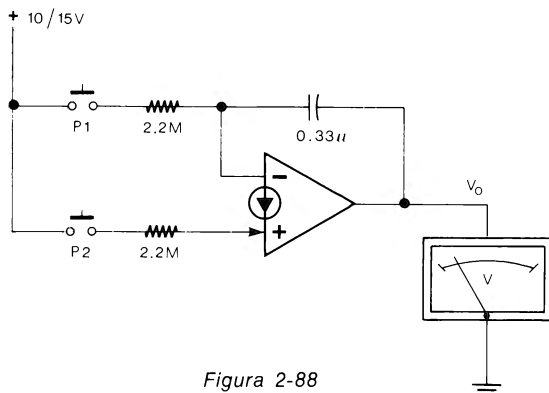 + 10/15V
P1
2.2M
0.33u
−
+
P2
2.2M
V₀
V
Figura 2-88